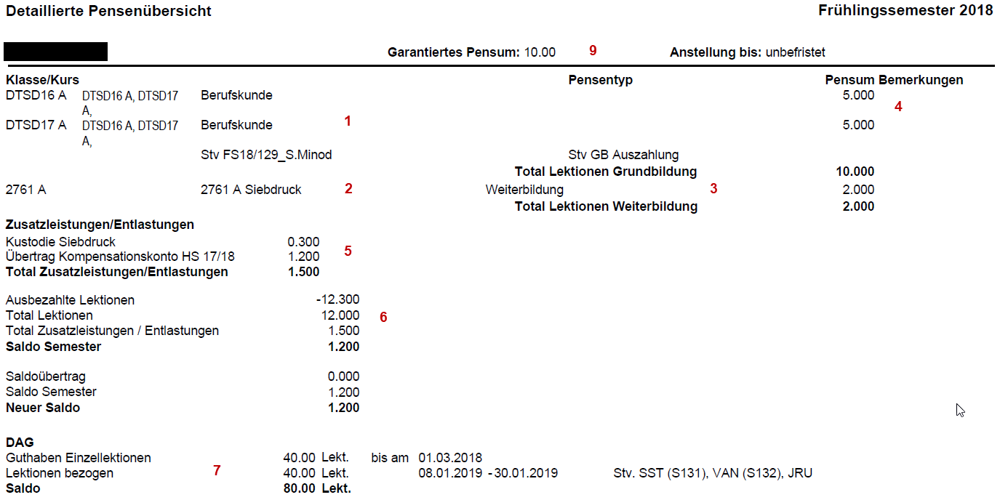 Detaillierte Pensenübersicht Frühlingssemester 2018
Garantiertes Pensum: 10.00 9 Anstellung bis: unbefristet
Klasse/Kurs Pensentyp Pensum Bemerkungen
DTSD16 A DTSD16 A, DTSD17 Berufskunde 5.000
A, 4
DTSD17 A DTSD16 A, DTSD17 Berufskunde 1 5.000
A,
Stv FS18/129_S.Minod Stv GB Auszahlung
Total Lektionen Grundbildung 10.000
2761 A 2761 A Siebdruck 2 Weiterbildung 3 2.000
Total Lektionen Weiterbildung 2.000
Zusatzleistungen/Entlastungen
Kustodie Siebdruck 0.300
Übertrag Kompensationskonto HS 17/18 1.200 5
Total Zusatzleistungen/Entlastungen 1.500
Ausbezahlte Lektionen -12.300
Total Lektionen 12.000 6
Total Zusatzleistungen / Entlastungen 1.500
Saldo Semester 1.200
Saldoübertrag 0.000
Saldo Semester 1.200
Neuer Saldo 1.200
DAG
Guthaben Einzellektionen 40.00 Lekt. bis am 01.03.2018
Lektionen bezogen 7 40.00 Lekt. 08.01.2019 - 30.01.2019 Stv. SST (S131), VAN (S132), JRU
Saldo 80.00 Lekt.